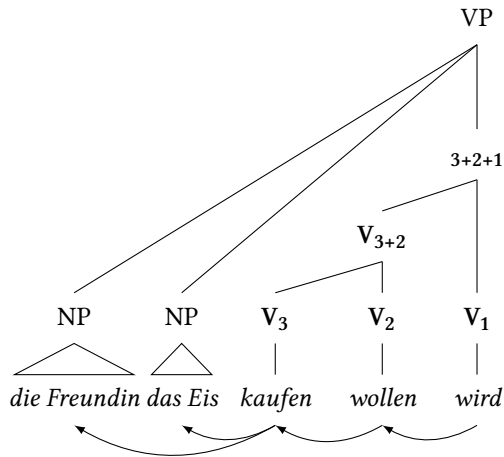 VP
3+2+1
V3+2
NP NP V3 V2 V1
die Freundin das Eis kaufen wollen wird